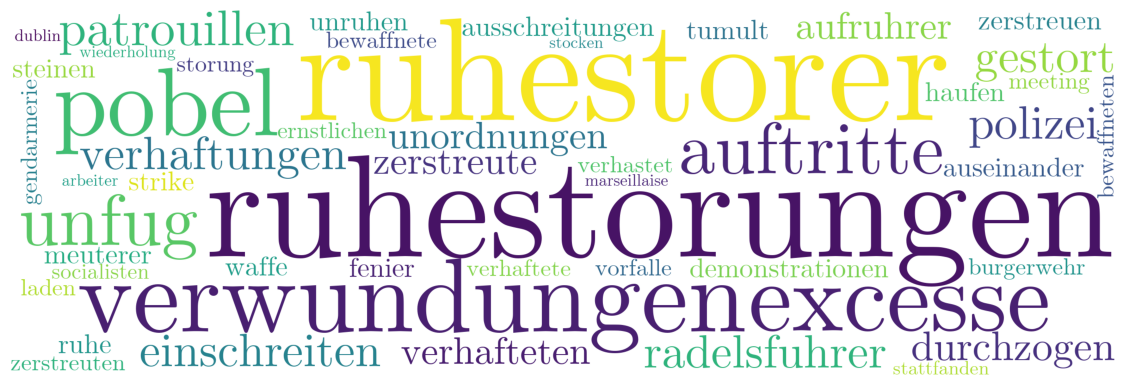 dublin patrouillen unruhen ausschreitungen tumult aufruhrer zerstreuen
wiederholung bewaffnete stocken
steinen storung ruhestorer gestort
pobel haufen meeting
gendarmerie ernstlichen unordnungen polizei bewaffneten
verhaftungen zerstreute verhastet auftritte auseinander
arbeiter strike marseillaise
unfug ruhestorungen
meuterer
socialisten waffe fenier verhaftete vorfalle demonstrationen burgerwehr
laden verwundungen excesse
ruhe einschreiten verhafteten radelsfuhrer durchzogen
zerstreuten stattfanden